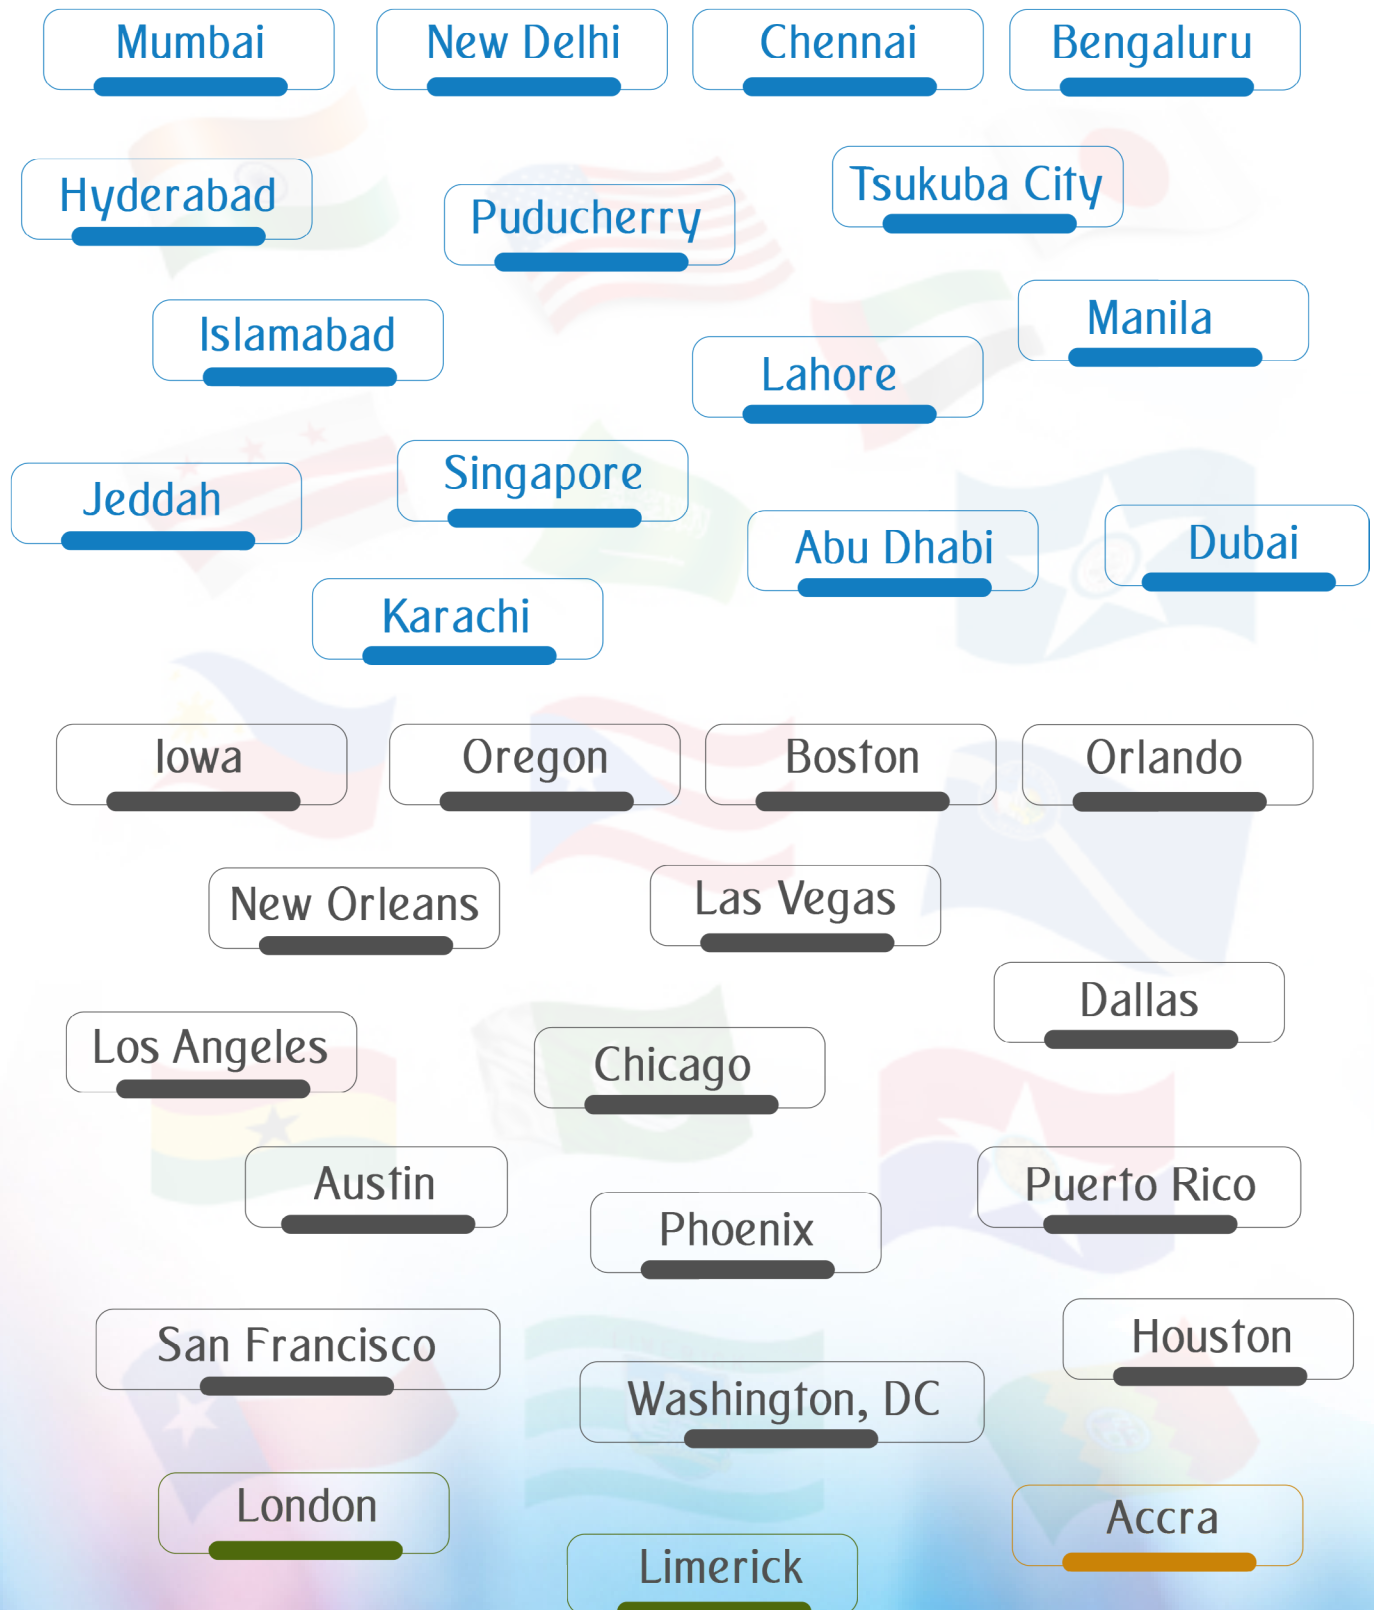 Mumbai
New Delhi
Chennai
Bengaluru
Hyderabad
Puducherry
Tsukuba City
Islamabad
Lahore
Manila
Jeddah
Singapore
Abu Dhabi
Dubai
Karachi
Iowa
Oregon
Boston
Orlando
New Orleans
Las Vegas
Dallas
Los Angeles
Chicago
Austin
Phoenix
Puerto Rico
San Francisco
Washington, DC
Houston
London
Limerick
Accra